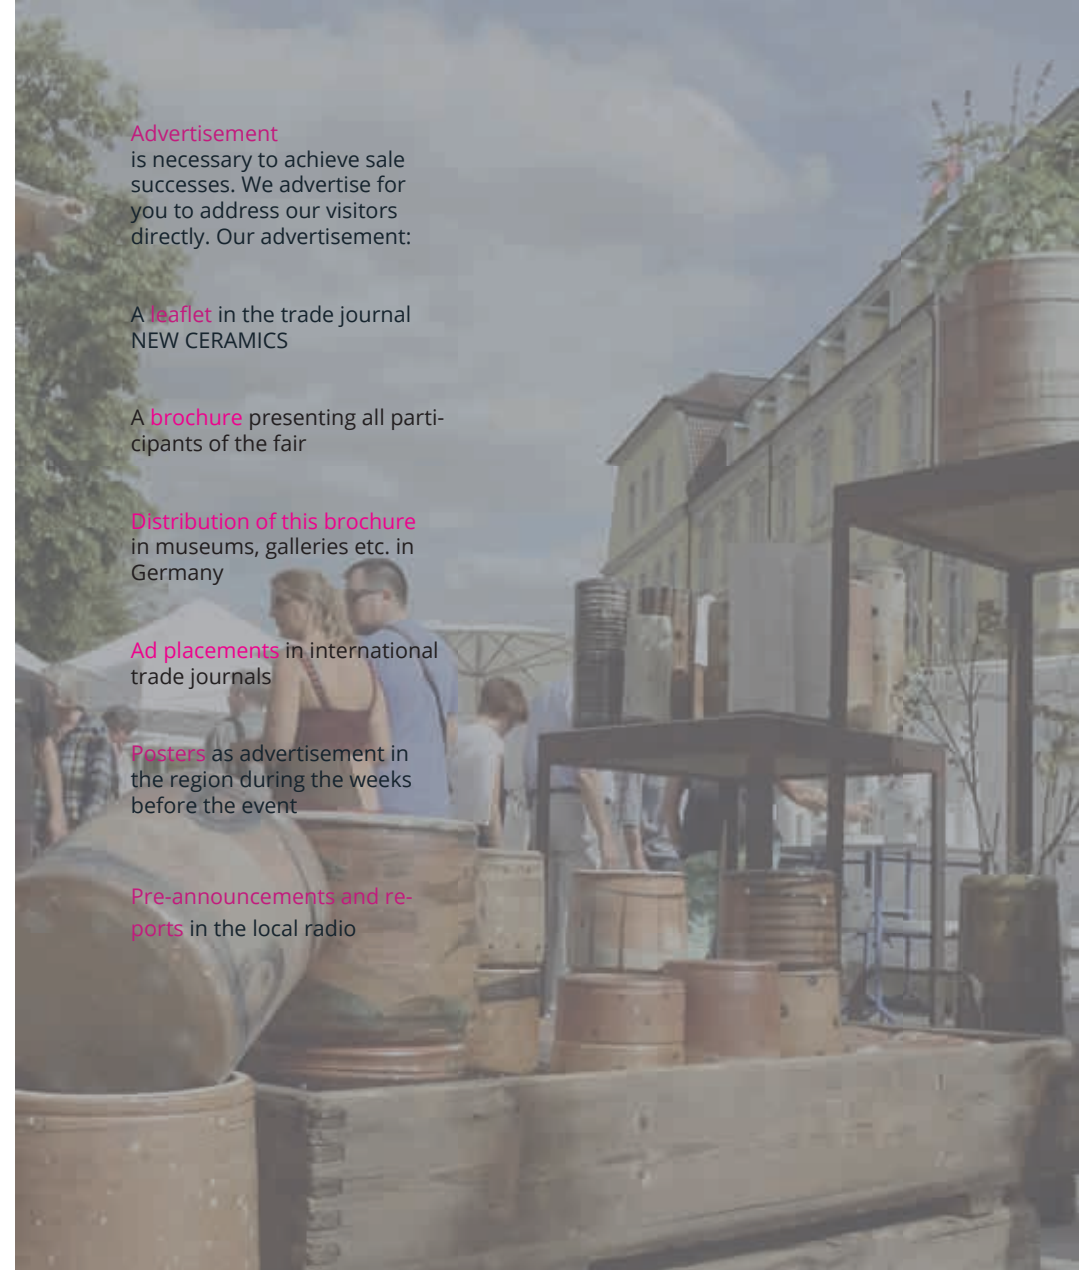 Advertisement
is necessary to achieve sale
successes. We advertise for
you to address our visitors
directly. Our advertisement:
A leaflet in the trade journal
NEW CERAMICS
A brochure presenting all parti-
cipants of the fair
Distribution of this brochure
in museums, galleries etc. in
Germany
Ad placements in international
trade journals
Posters as advertisement in
the region during the weeks
before the event
Pre-announcements and re-
ports in the local radio